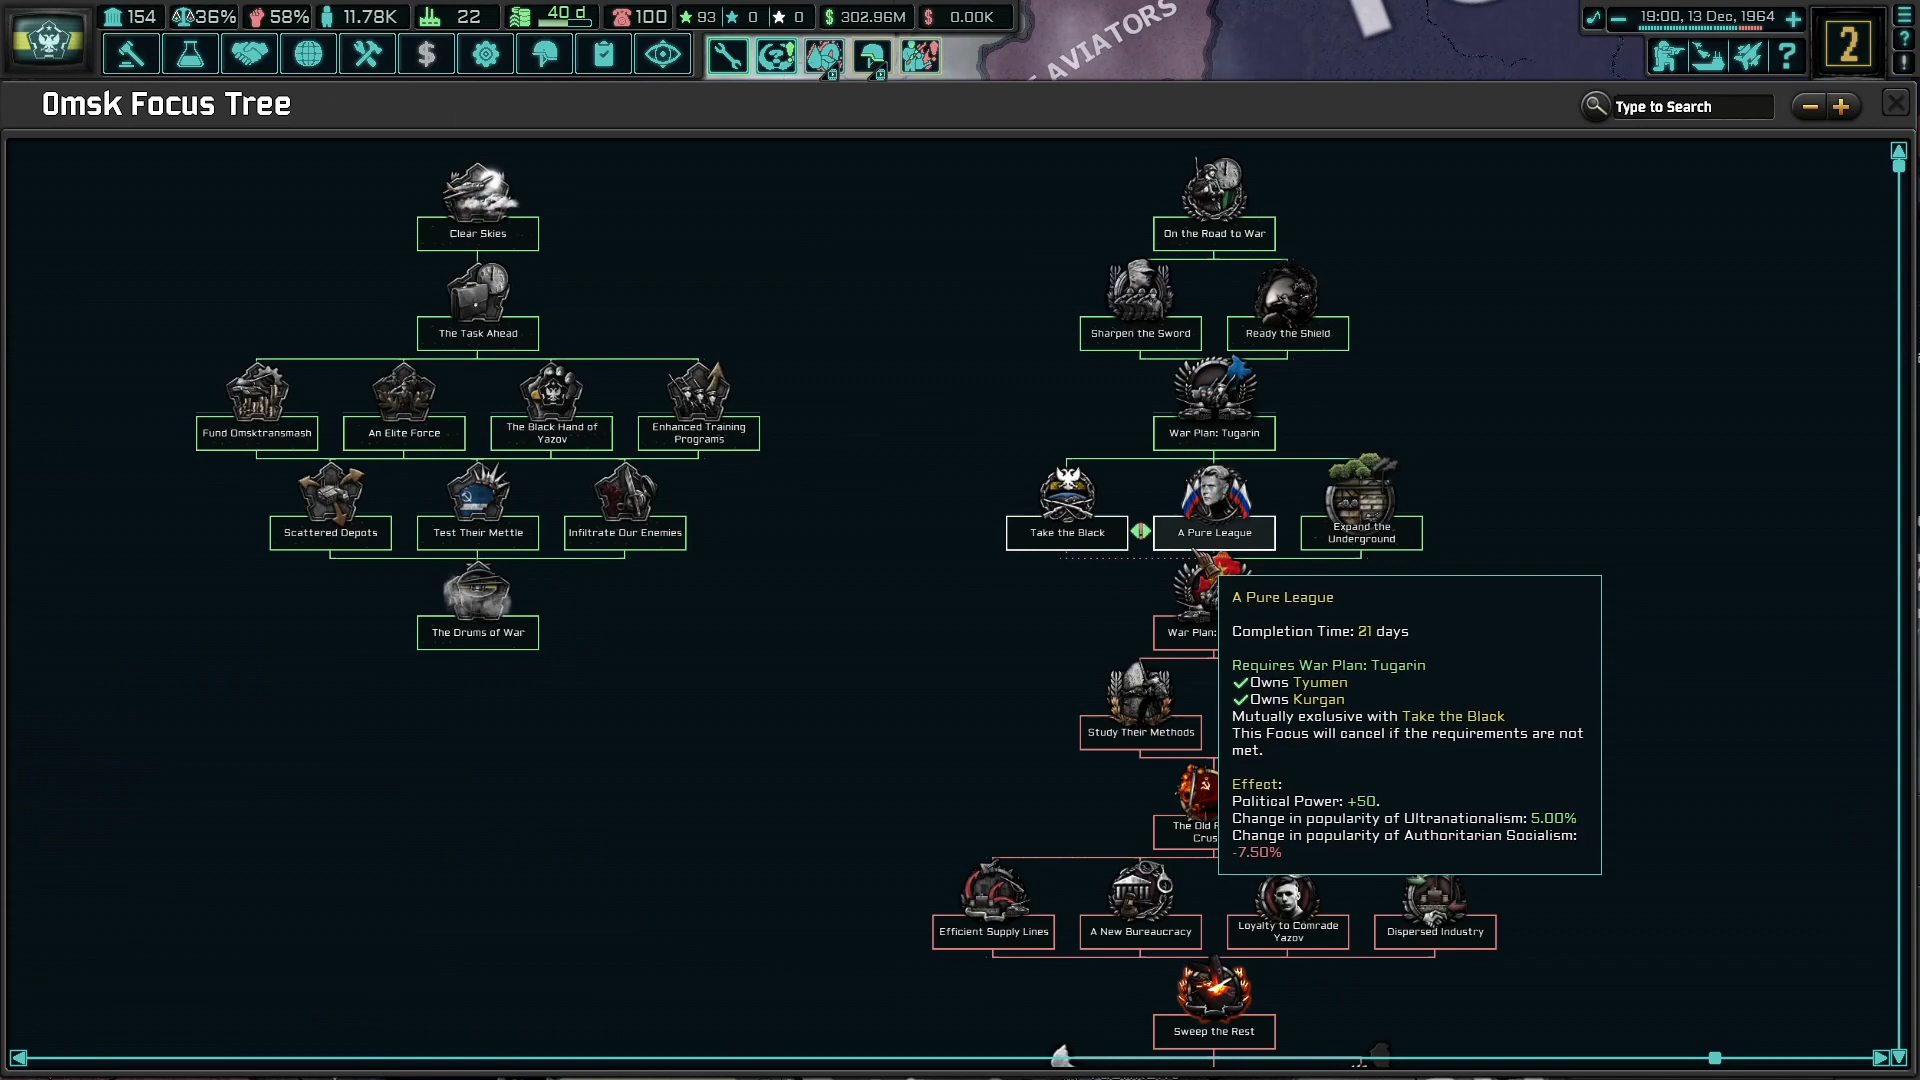 154
36%
58%
11.78K
22
40 d
100
93
0
0
$ 302.96M
$ 0.00K
19:00, 13 Dec, 1964
2
AVIATORS
Omsk Focus Tree
Type to Search
Clear Skies
On the Road to War
The Task Ahead
Sharpen the Sword
Ready the Shield
Fund Omsktransmash
An Elite Force
The Black Hand of
Yazov
Enhanced Training
Programs
War Plan: Tugarin
Scattered Depots
Test Their Mettle
Infiltrate Our Enemies
Take the Black
A Pure League
Expand the
Underground
The Drums of War
War Plan:
Study Their Methods
The Old
Efficient Supply Lines
A New Bureaucracy
Loyalty to Comrade
Yazov
Dispersed Industry
Sweep the Rest
A Pure League
Completion Time: 21 days
Requires War Plan: Tugarin
Owns Tyumen
Owns Kurgan
Mutually exclusive with Take the Black
This Focus will cancel if the requirements are not
met.
Effect:
Political Power: +50.
Change in popularity of Ultranationalism: 5.00%
Change in popularity of Authoritarian Socialism:
-7.50%